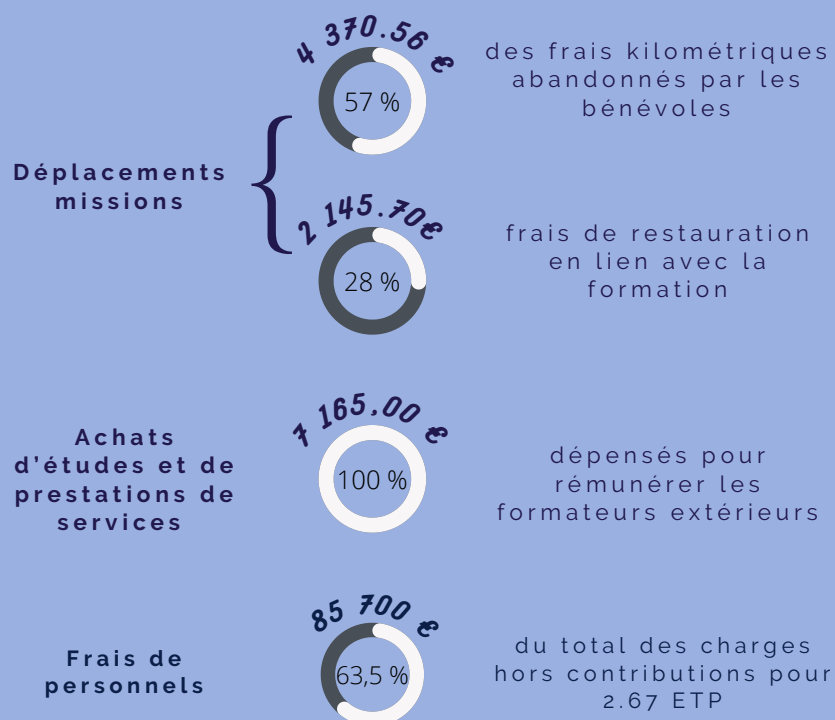 4 370.56 €
57 %
des frais kilométriques
abandonnés par les
bénévoles
Déplacements
missions
2 145.70€
28 %
frais de restauration
en lien avec la
formation
7 165,00 €
100 %
Achats
d'études et de
prestations de
services
dépensés pour
rémunérer les
formateurs extérieurs
85 700 €
63,5 %
Frais de
personnels
du total des charges
hors contributions pour
2.67 ETP